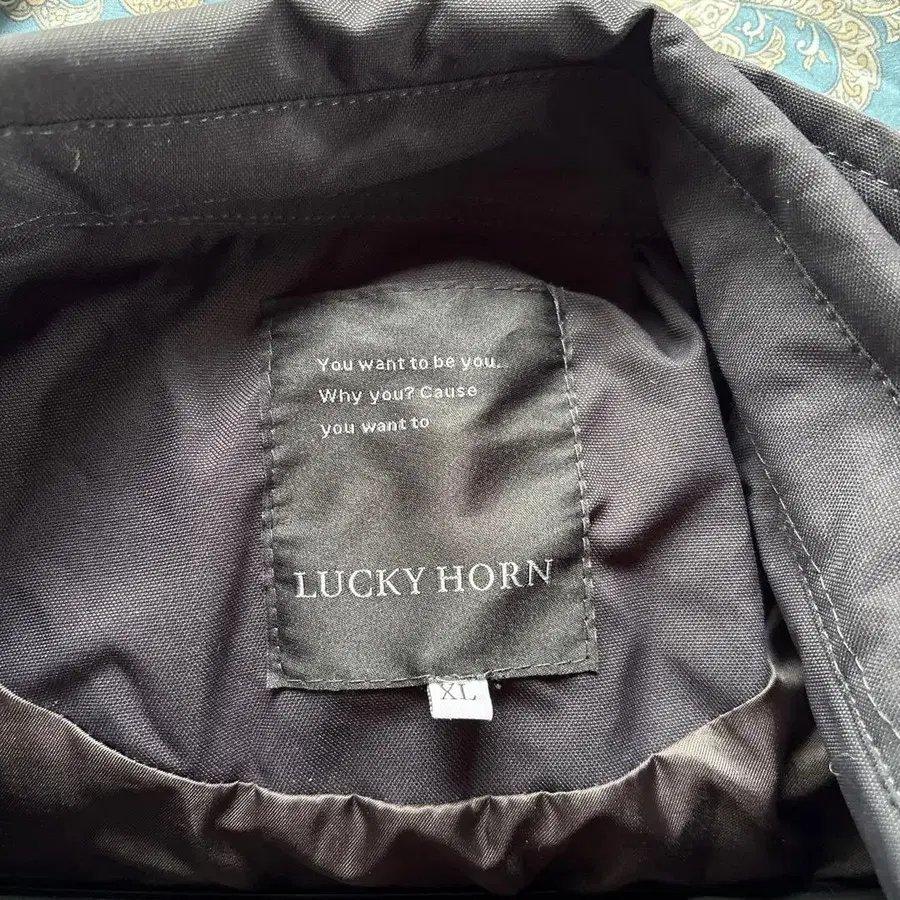 You want to be you.
Why you? Cause
you want to
LUCKY HORN
XL